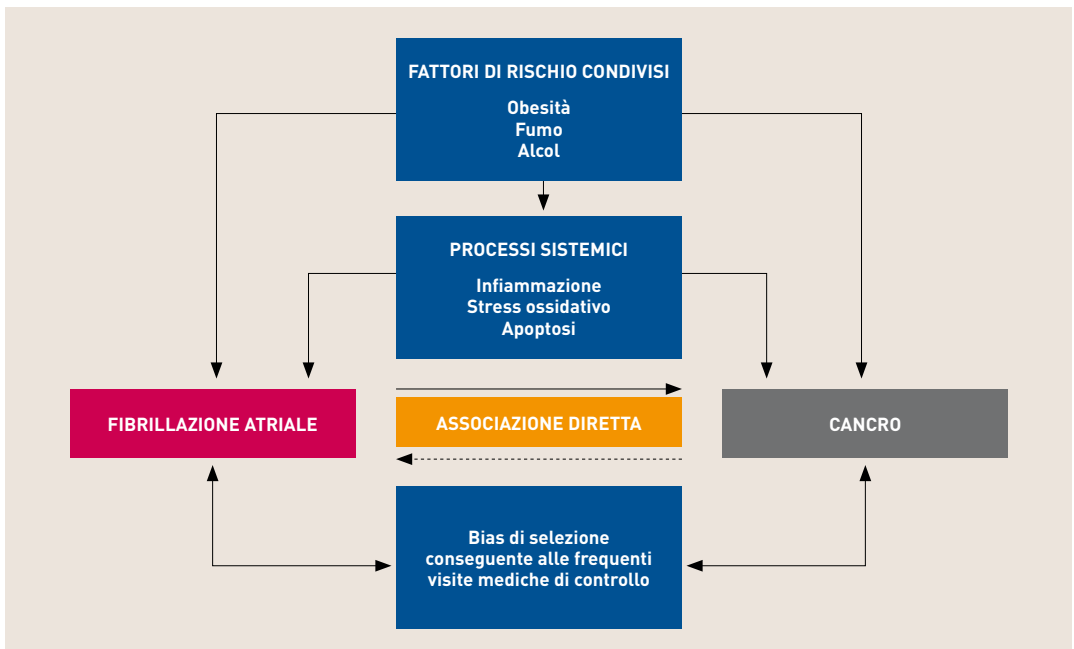 FATTORI DI RISCHIO CONDIVISI
Obesità
Fumo
Alcol
PROCESSI SISTEMICI
Infiammazione
Stress ossidativo
Apoptosi
FIBRILLAZIONE ATRIALE
ASSOCIAZIONE DIRETTA
CANCRO
Bias di selezione
conseguente alle frequenti
visite mediche di controllo